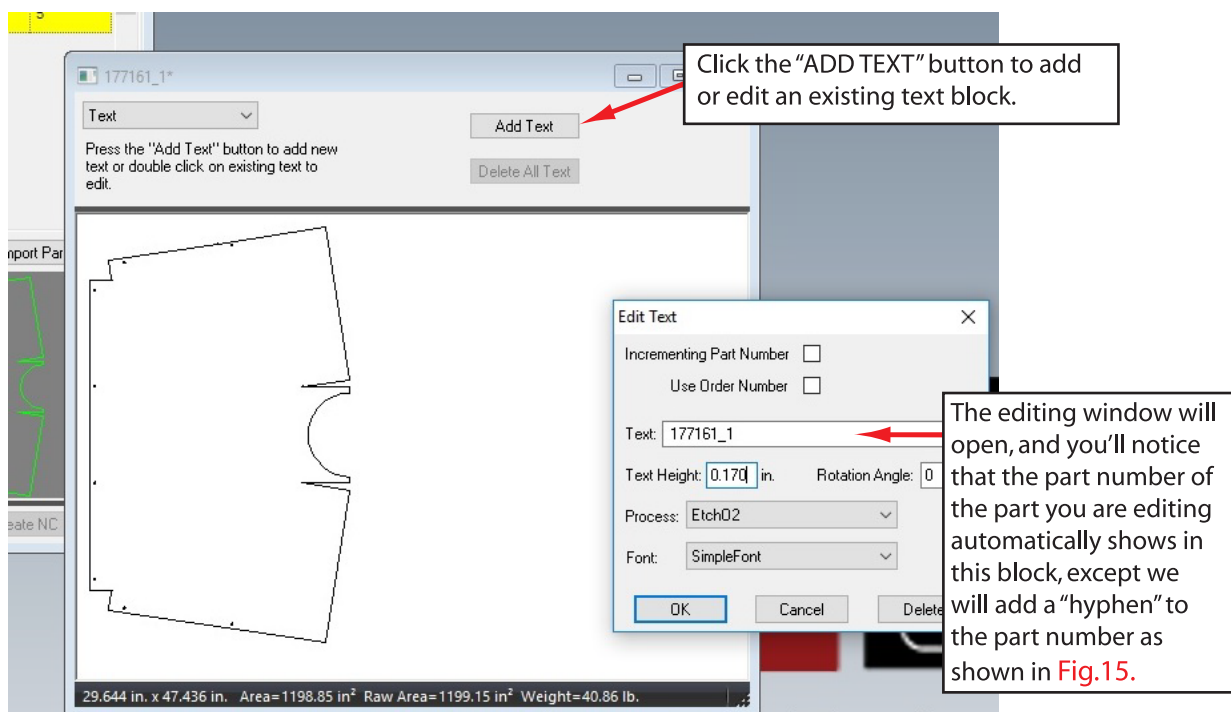 5
177161_1*
Click the “ADD TEXT” button to add
or edit an existing text block.
Text
Add Text
Press the "Add Text" button to add new
text or double click on existing text to
edit.
Delete All Text
Edit Text
Incrementing Part Number
Use Order Number
Text: 177161_1
Text Height: 0.170 in. Rotation Angle: 0
Process: EtchO2
Font: SimpleFont
OK Cancel Delete
The editing window will
open, and you’ll notice
that the part number of
the part you are editing
automatically shows in
this block, except we
will add a “hyphen” to
the part number as
shown in Fig.15.
29.644 in. x 47.436 in. Area=1198.85 in² Raw Area=1199.15 in² Weight=40.86 lb.